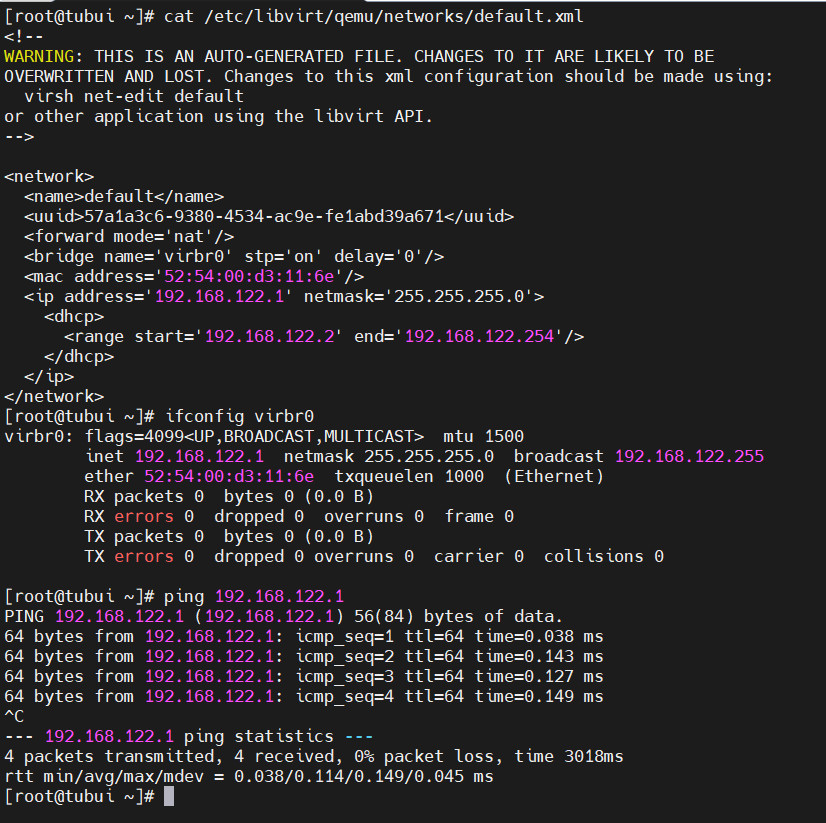 [root@tubui ~]# cat /etc/libvirt/qemu/networks/default.xml
<!--
WARNING: THIS IS AN AUTO-GENERATED FILE. CHANGES TO IT ARE LIKELY TO BE
OVERWRITTEN AND LOST. Changes to this xml configuration should be made using:
  virsh net-edit default
or other application using the libvirt API.
-->

<network>
  <name>default</name>
  <uuid>57a1a3c6-9380-4534-ac9e-fe1abd39a671</uuid>
  <forward mode='nat'/>
  <bridge name='virbr0' stp='on' delay='0'/>
  <mac address='52:54:00:d3:11:6e'/>
  <ip address='192.168.122.1' netmask='255.255.255.0'>
    <dhcp>
      <range start='192.168.122.2' end='192.168.122.254'/>
    </dhcp>
  </ip>
</network>
[root@tubui ~]# ifconfig virbr0
virbr0: flags=4099<UP,BROADCAST,MULTICAST>  mtu 1500
        inet 192.168.122.1  netmask 255.255.255.0  broadcast 192.168.122.255
        ether 52:54:00:d3:11:6e  txqueuelen 1000  (Ethernet)
        RX packets 0  bytes 0 (0.0 B)
        RX errors 0  dropped 0  overruns 0  frame 0
        TX packets 0  bytes 0 (0.0 B)
        TX errors 0  dropped 0 overruns 0  carrier 0  collisions 0

[root@tubui ~]# ping 192.168.122.1
PING 192.168.122.1 (192.168.122.1) 56(84) bytes of data.
64 bytes from 192.168.122.1: icmp_seq=1 ttl=64 time=0.038 ms
64 bytes from 192.168.122.1: icmp_seq=2 ttl=64 time=0.143 ms
64 bytes from 192.168.122.1: icmp_seq=3 ttl=64 time=0.127 ms
64 bytes from 192.168.122.1: icmp_seq=4 ttl=64 time=0.149 ms
^C
--- 192.168.122.1 ping statistics ---
4 packets transmitted, 4 received, 0% packet loss, time 3018ms
rtt min/avg/max/mdev = 0.038/0.114/0.149/0.045 ms
[root@tubui ~]#